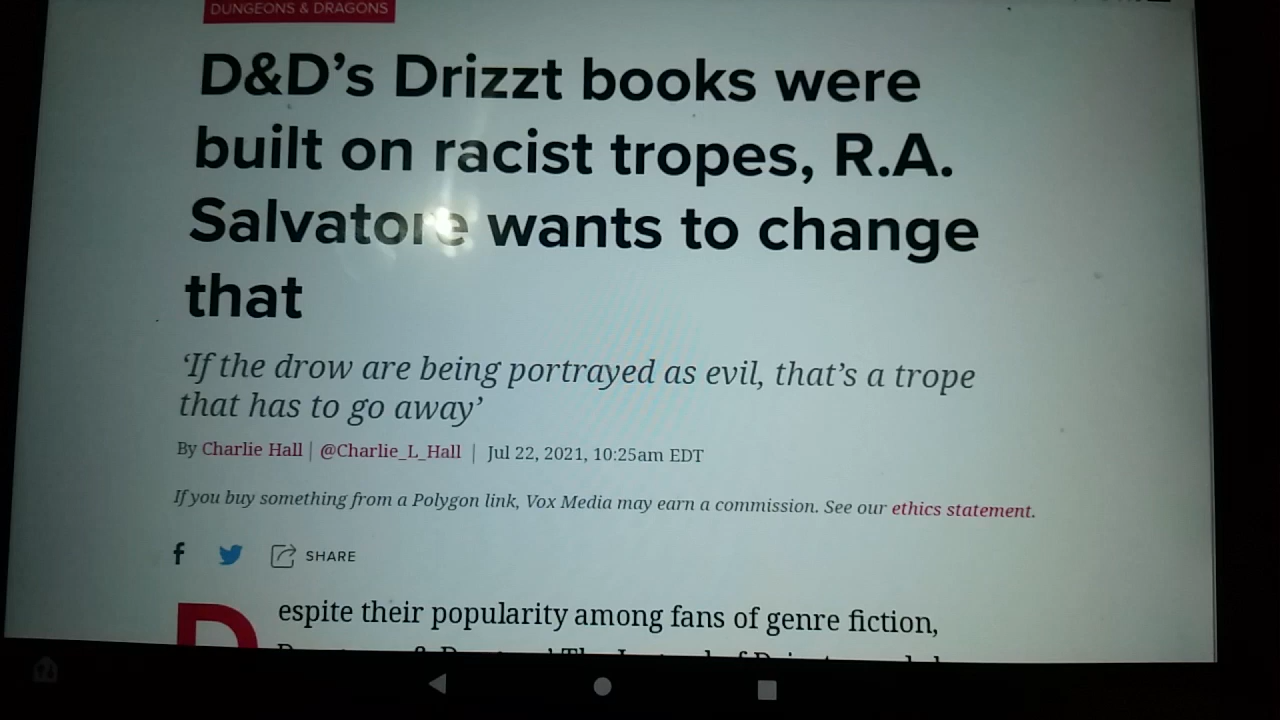 DUNGEONS & DRAGONS
D&D's Drizzt books were
built on racist tropes, R.A.
Salvatore wants to change
that
‘If the drow are being portrayed as evil, that’s a trope
that has to go away’
By Charlie Hall | @Charlie_L_Hall | Jul 22, 2021, 10:25am EDT
If you buy something from a Polygon link, Vox Media may earn a commission. See our ethics statement.
f SHARE
Despite their popularity among fans of genre fiction,